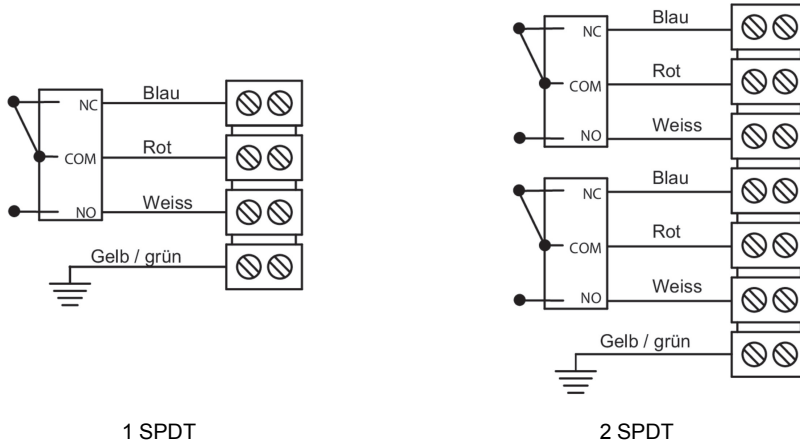 NC Blau
COM Rot
NO Weiss
Gelb / grün
1 SPDT
NC Blau
COM Rot
NO Weiss
NC Blau
COM Rot
NO Weiss
Gelb / grün
2 SPDT